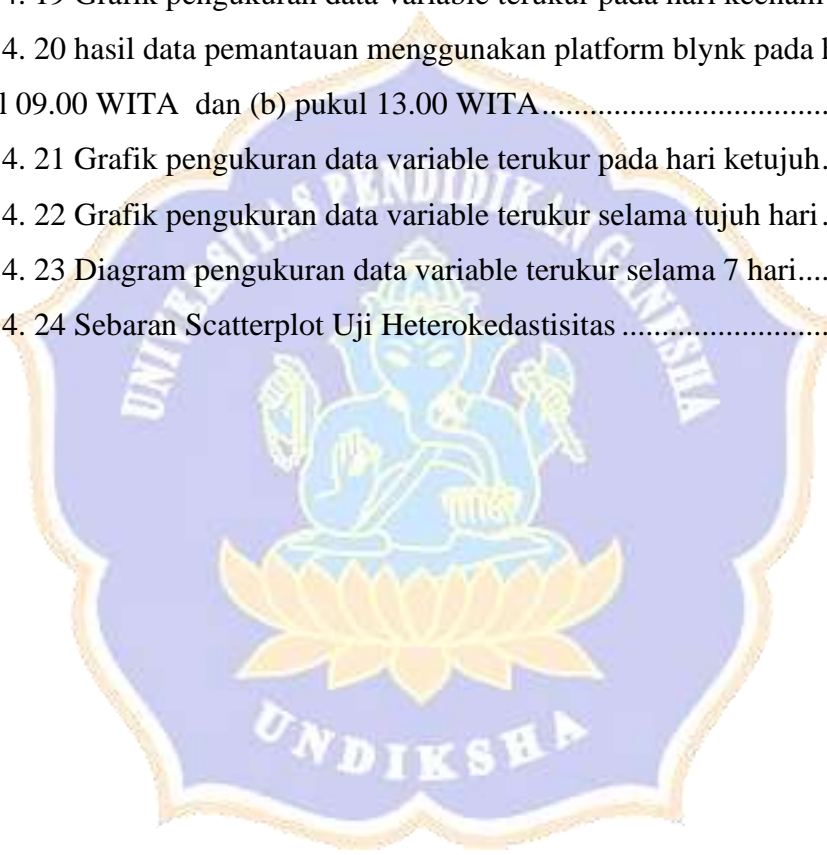 4. 19 Grafik pengukuran data variable terukur pada hari keenam
4. 20 hasil data pemantauan menggunakan platform blynk pada
l 09.00 WITA dan (b) pukul 13.00 WITA..............................
4. 21 Grafik pengukuran data variable terukur pada hari ketujuh.
4. 22 Grafik pengukuran data variable terukur selama tujuh hari.
4. 23 Diagram pengukuran data variable terukur selama 7 hari.....
4. 24 Sebaran Scatterplot Uji Heterokedastisitas ..........................
UNIVERSITAS PENDIDIKAN GANESHA
UNDIKSHA